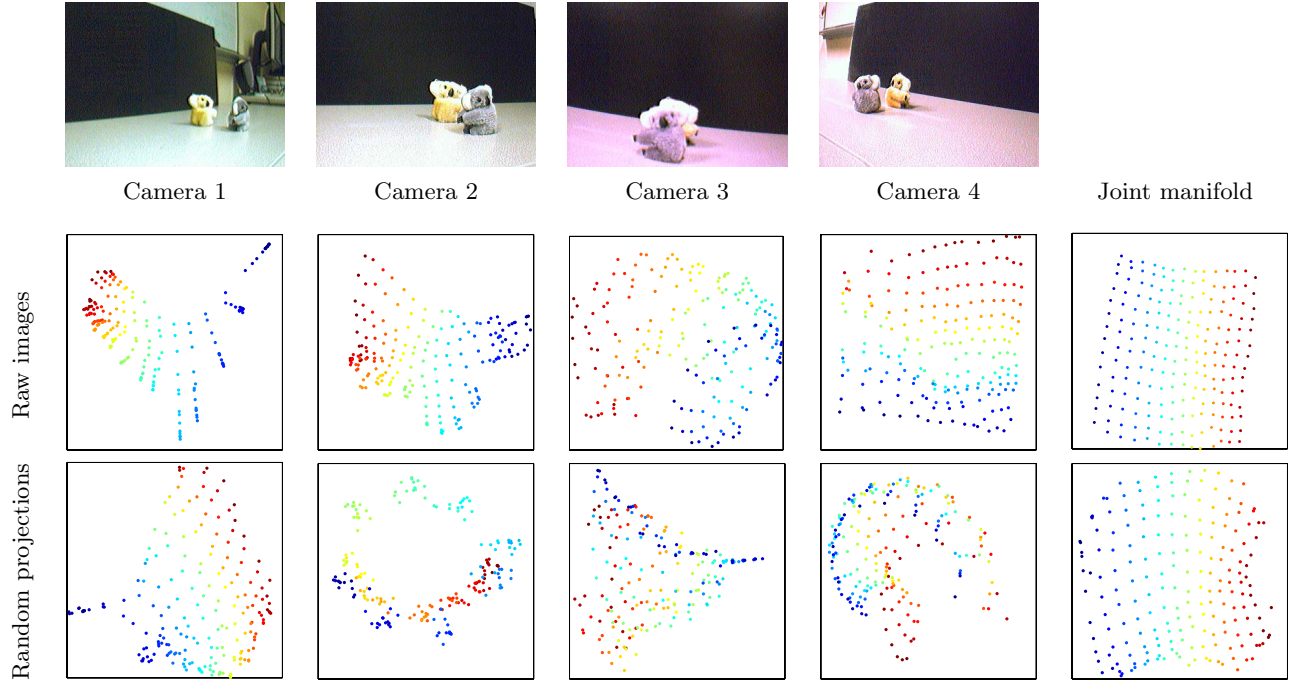 Camera 1
Camera 2
Camera 3
Camera 4
Joint manifold
Raw images
Random projections